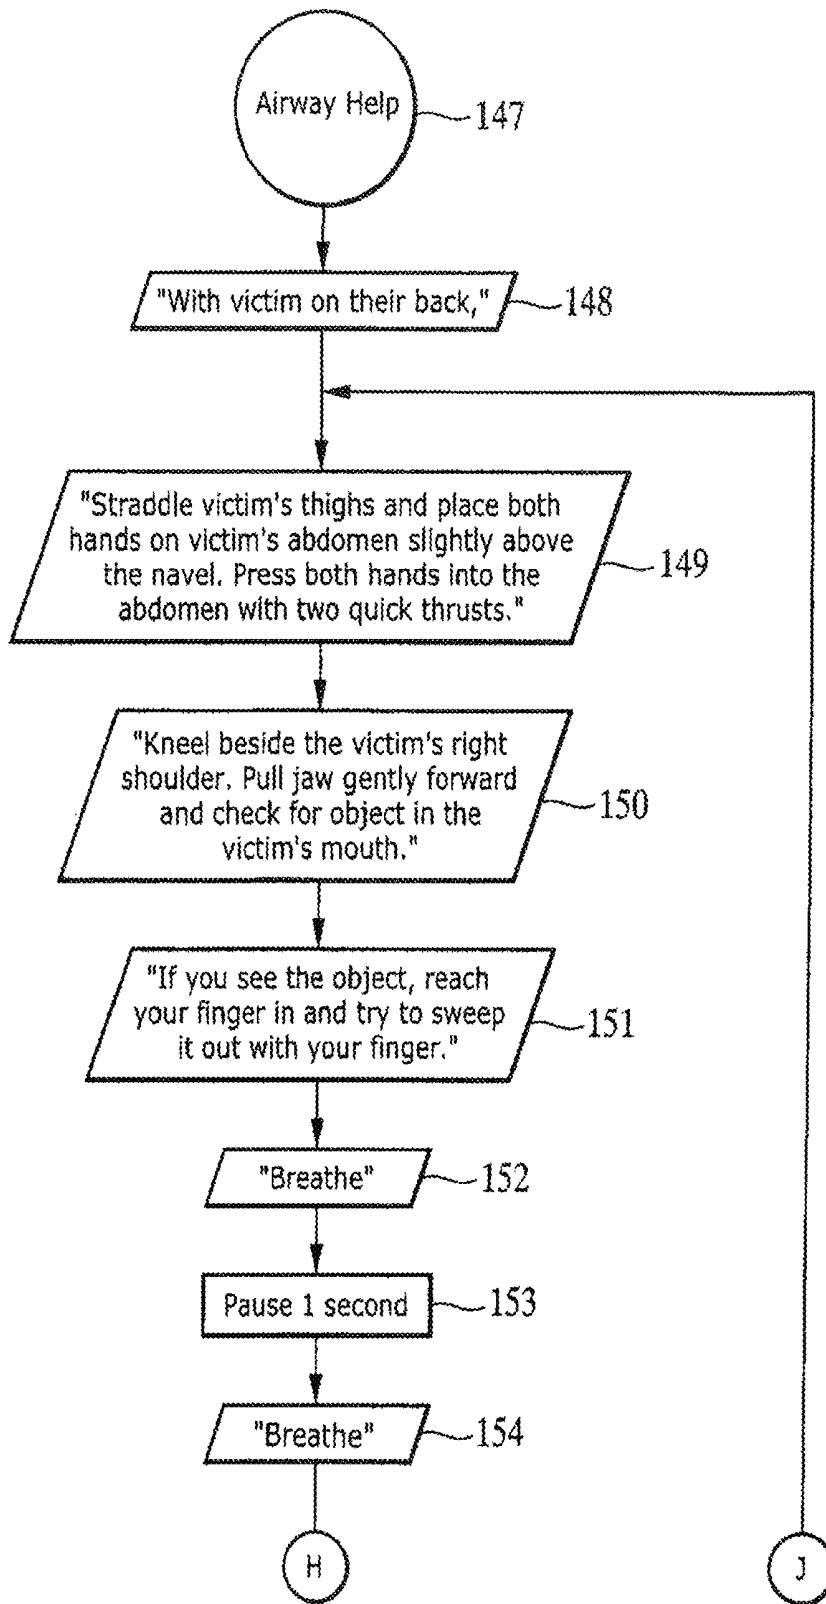 Airway Help
147
"With victim on their back,"
148
"Straddle victim's thighs and place both
hands on victim's abdomen slightly above
the navel. Press both hands into the
abdomen with two quick thrusts."
149
"Kneel beside the victim's right
shoulder. Pull jaw gently forward
and check for object in the
victim's mouth."
150
"If you see the object, reach
your finger in and try to sweep
it out with your finger."
151
"Breathe"
152
Pause 1 second
153
"Breathe"
154
H
J